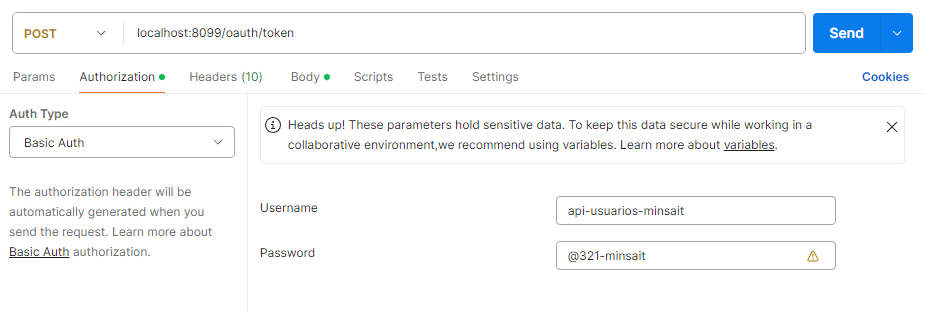 POST localhost:8099/oauth/token Send
Params Authorization Headers (10) Body Scripts Tests Settings Cookies
Auth Type
Basic Auth
The authorization header will be
automatically generated when you
send the request. Learn more about
Basic Auth authorization.
Heads up! These parameters hold sensitive data. To keep this data secure while working in a
collaborative environment,we recommend using variables. Learn more about variables.
Username api-usuarios-minsait
Password @321-minsait